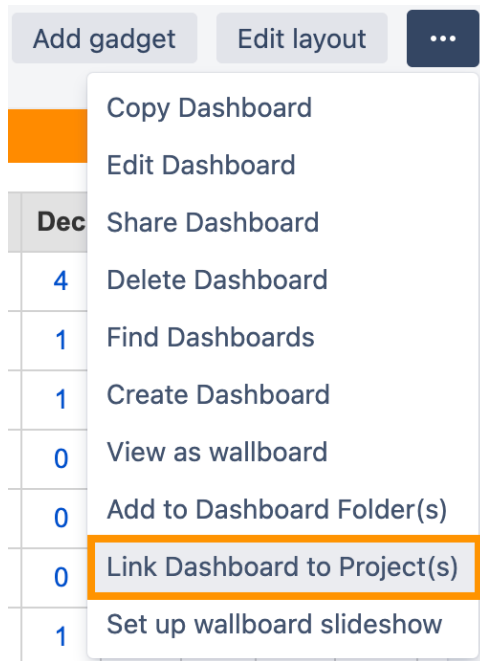 Add gadget
Edit layout
•••
Copy Dashboard
Edit Dashboard
Dec
Share Dashboard
4
Delete Dashboard
1
Find Dashboards
1
Create Dashboard
0
View as wallboard
0
Add to Dashboard Folder(s)
0
Link Dashboard to Project(s)
1
Set up wallboard slideshow